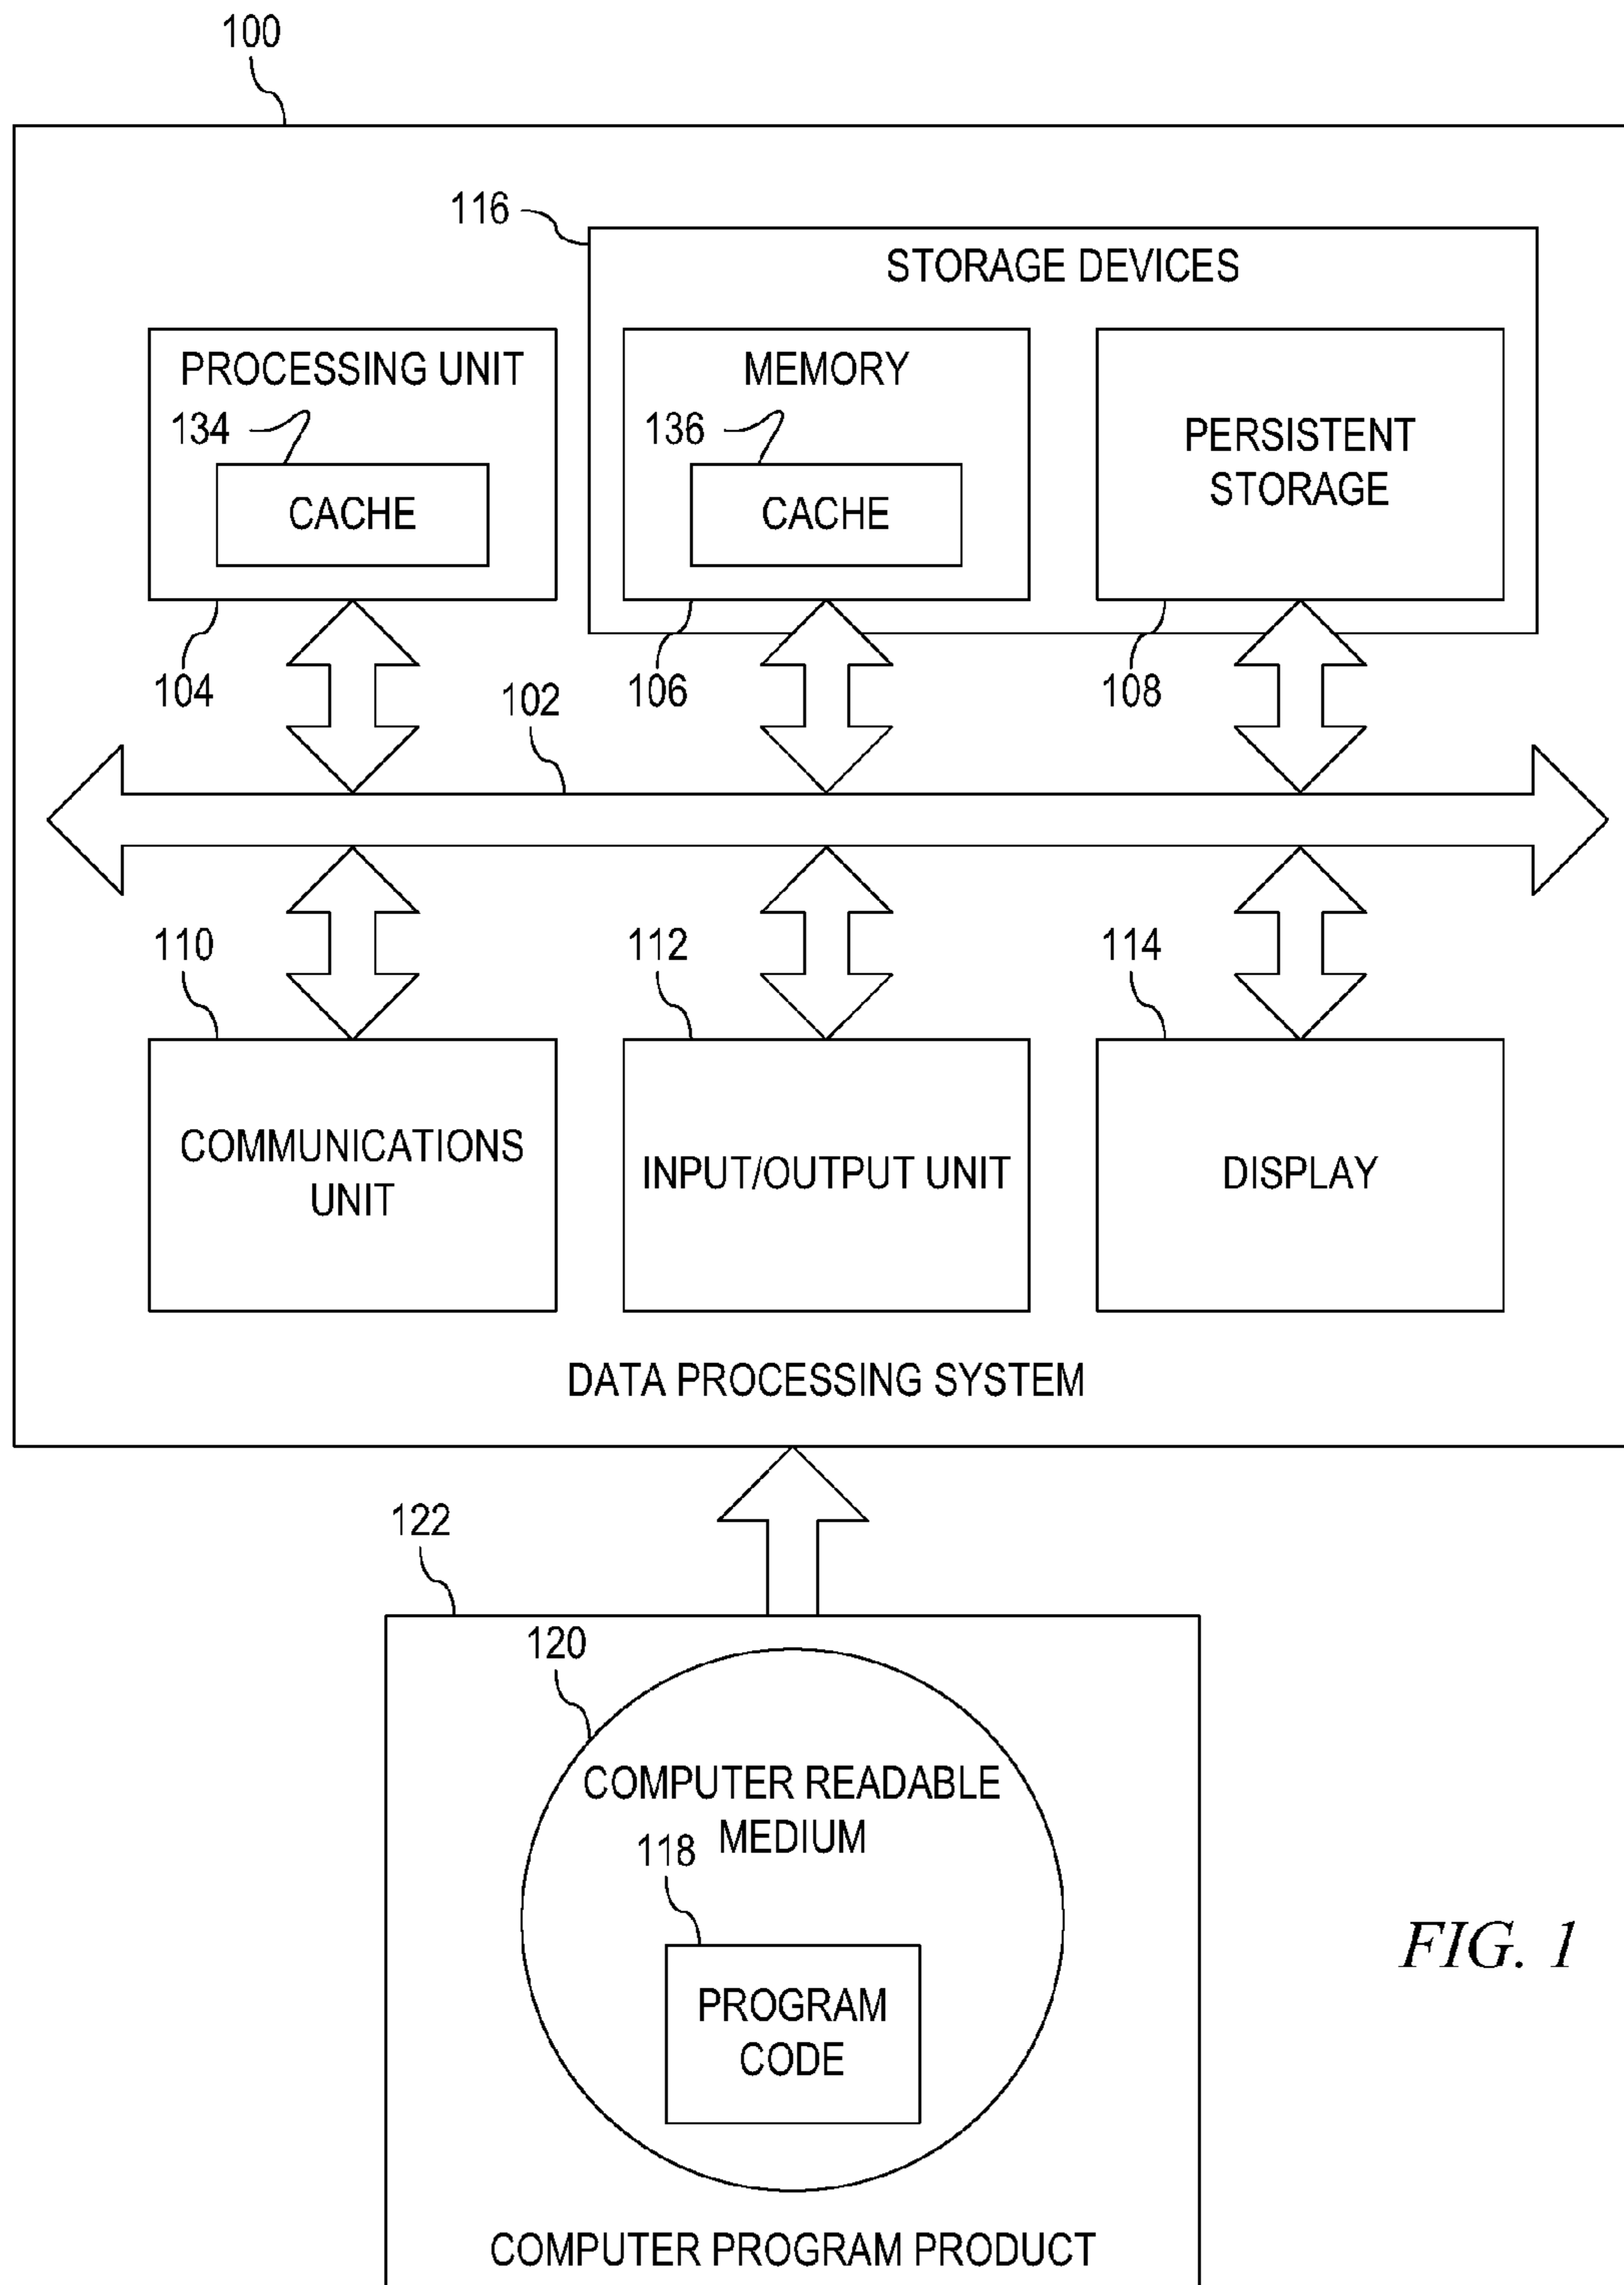 100
116
STORAGE DEVICES
PROCESSING UNIT
134
CACHE
MEMORY
136
CACHE
PERSISTENT
STORAGE
104
102
106
108
110
112
114
COMMUNICATIONS
UNIT
INPUT/OUTPUT UNIT
DISPLAY
DATA PROCESSING SYSTEM
122
120
COMPUTER READABLE
MEDIUM
118
PROGRAM
CODE
COMPUTER PROGRAM PRODUCT
FIG. 1